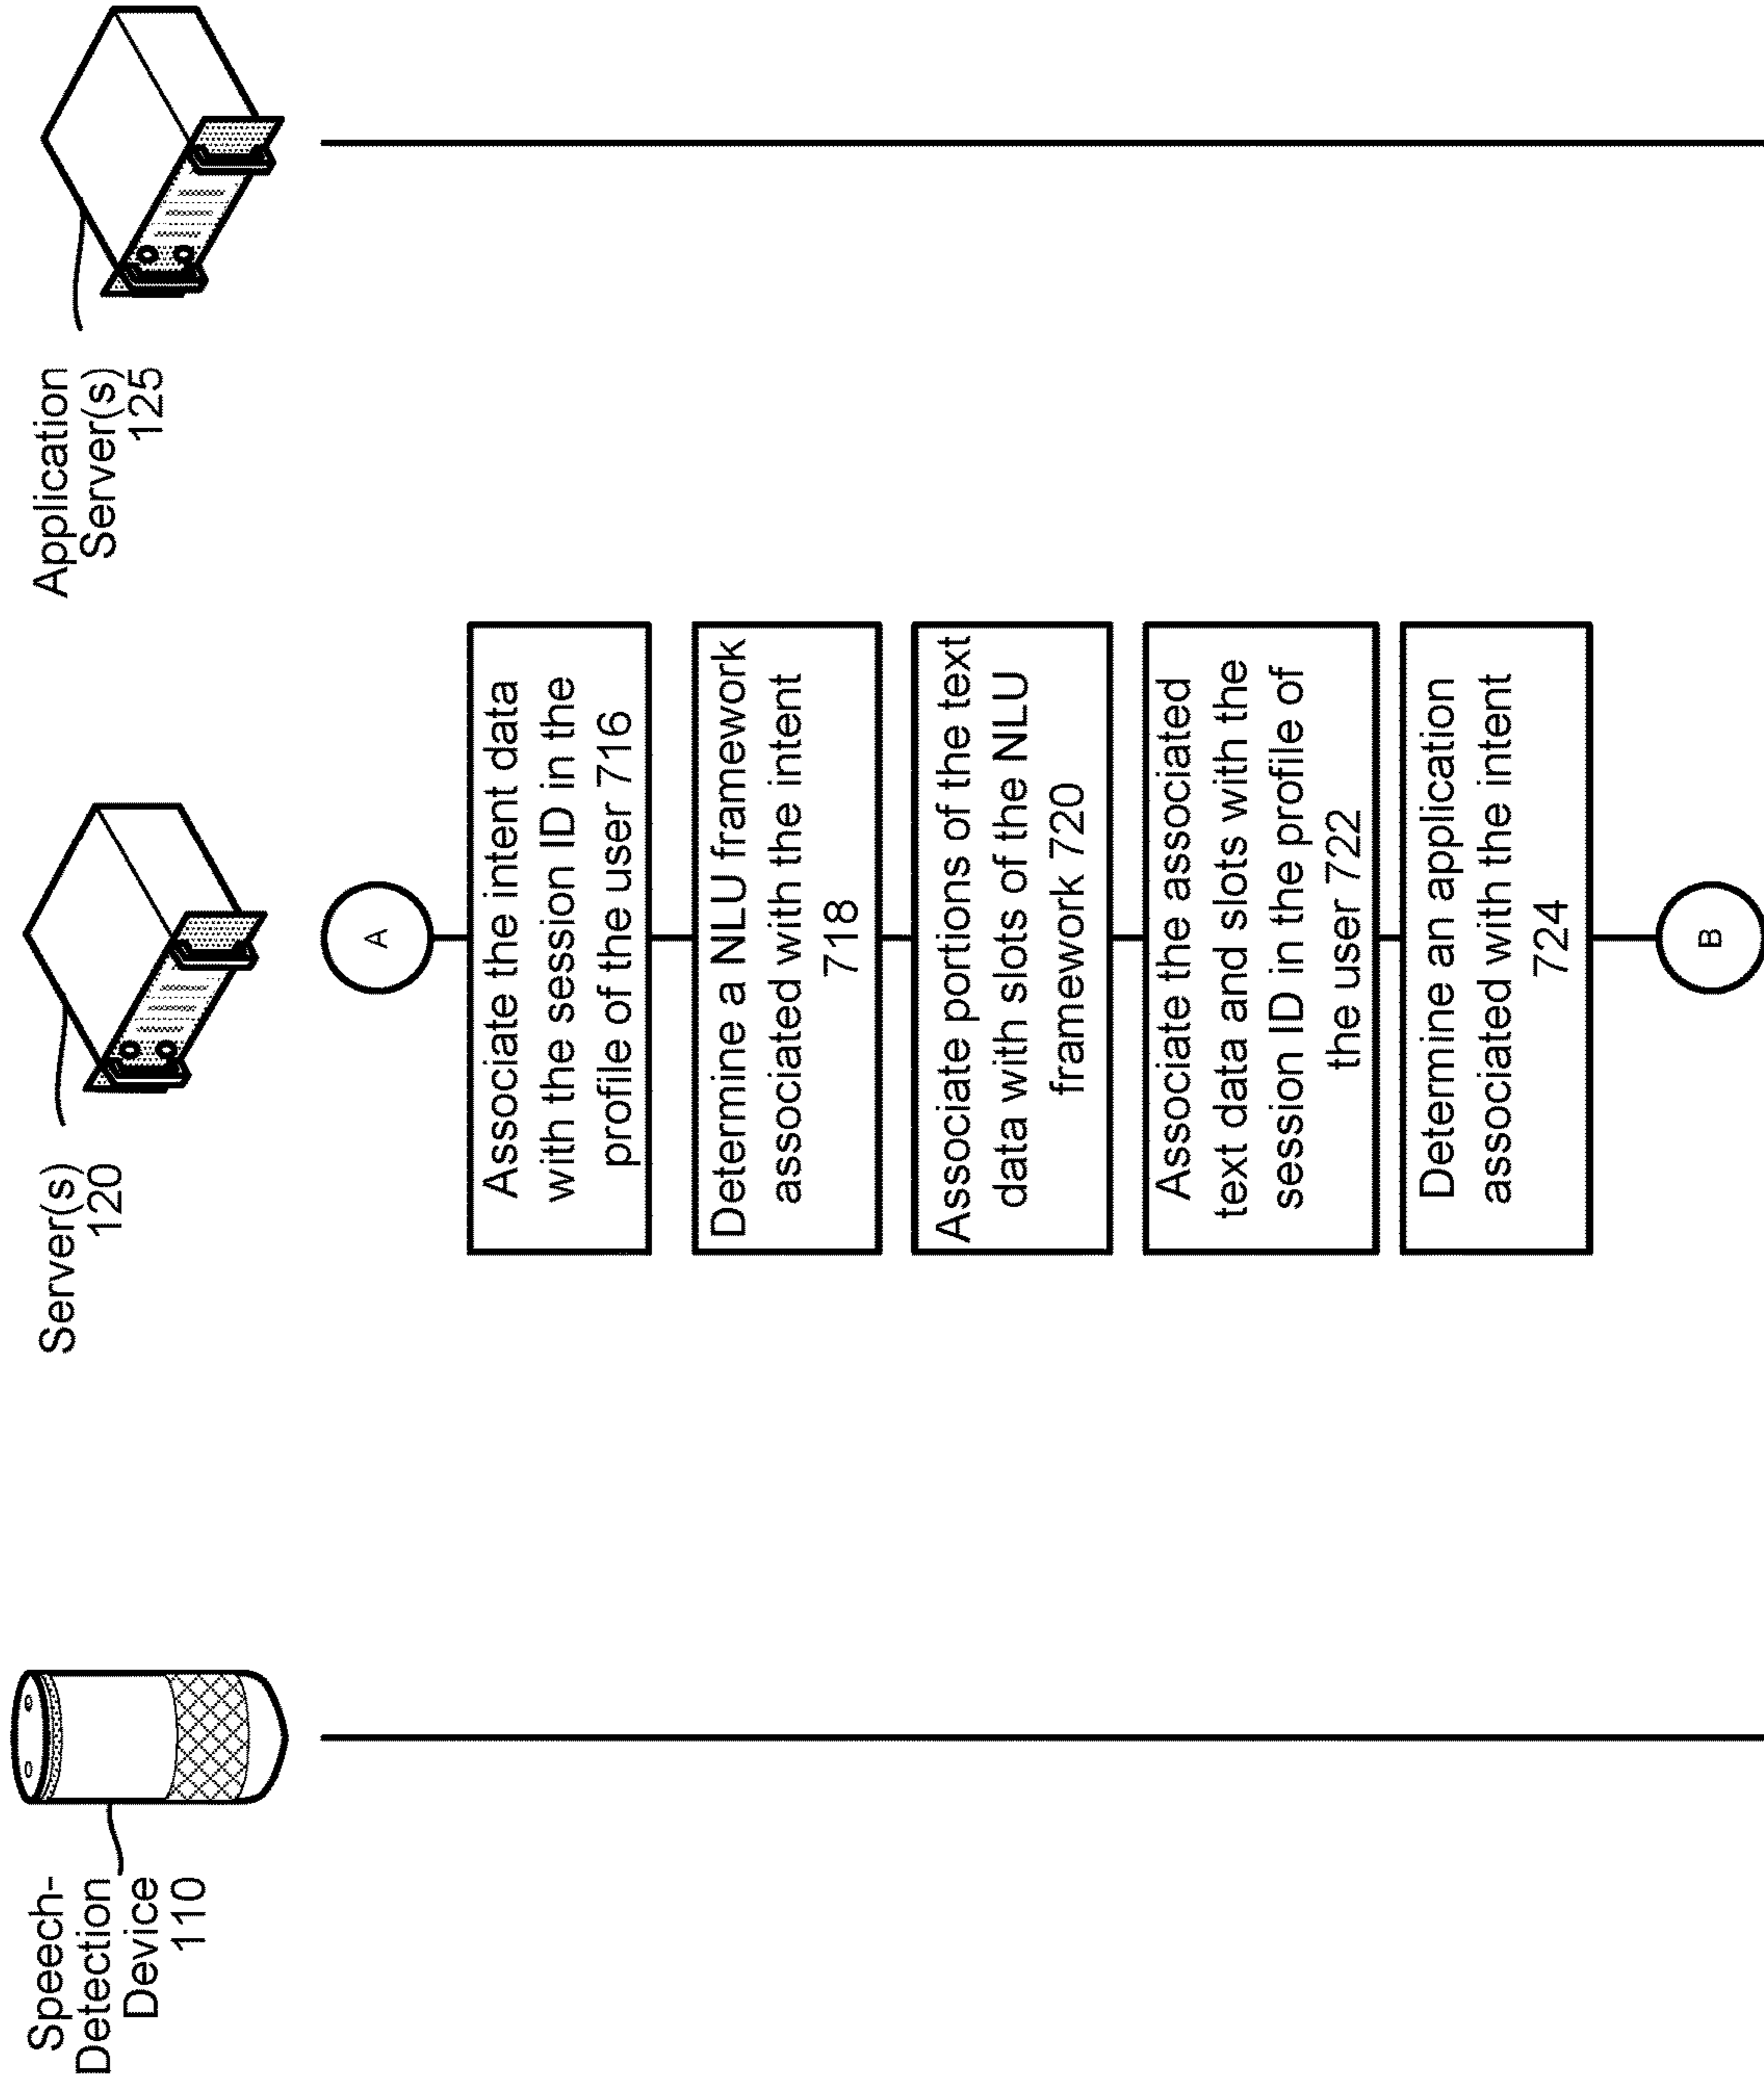 Speech-
Detection
Device
110
Server(s)
120
Application
Server(s)
125
A
Associate the intent data
with the session ID in the
profile of the user 716
Determine a NLU framework
associated with the intent
718
Associate portions of the text
data with slots of the NLU
framework 720
Associate the associated
text data and slots with the
session ID in the profile of
the user 722
Determine an application
associated with the intent
724
B